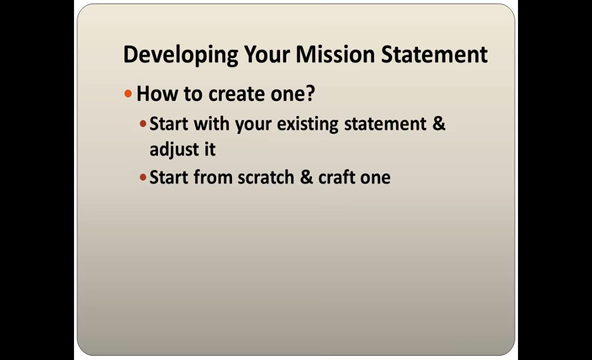 Developing Your Mission Statement
• How to create one?
• Start with your existing statement &
adjust it
• Start from scratch & craft one